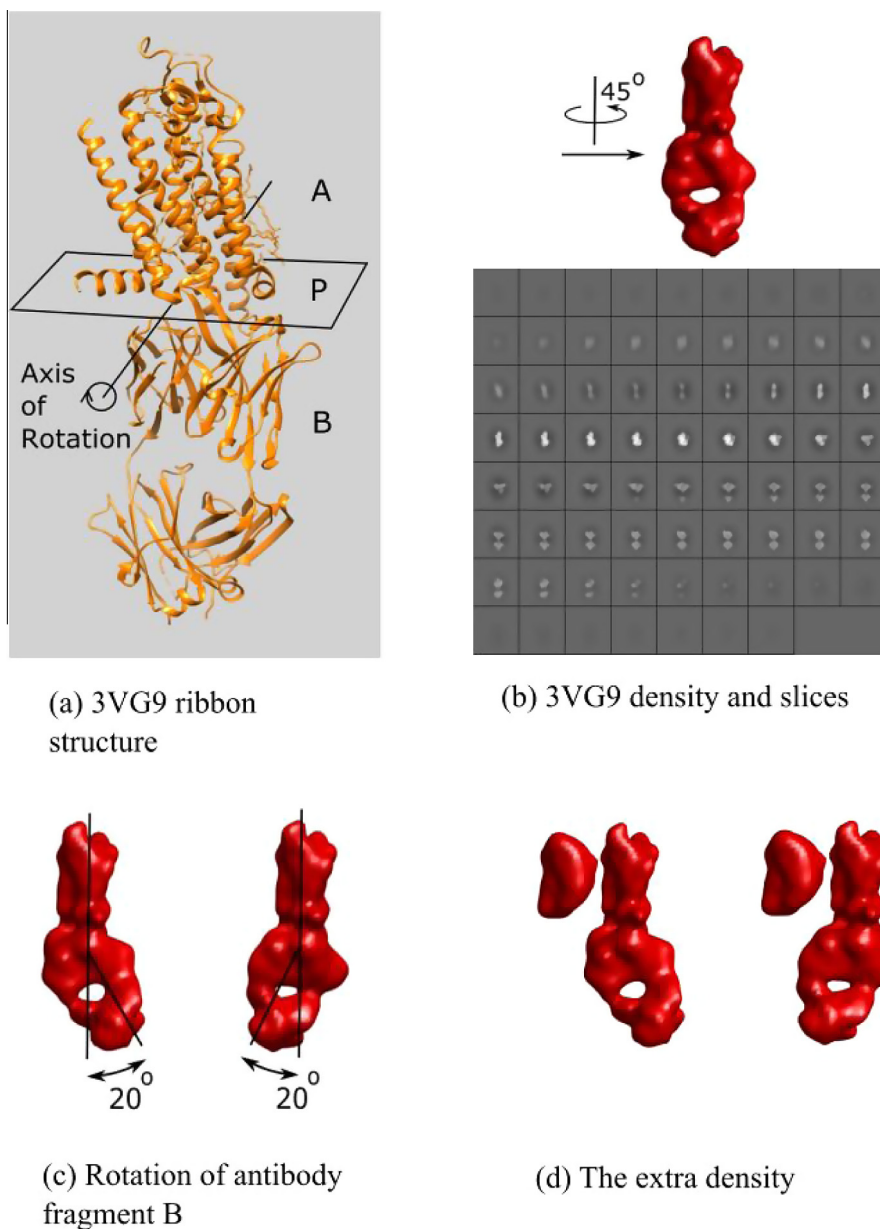 A
P
Axis
of
Rotation
B
(a) 3VG9 ribbon
structure
45°
(b) 3VG9 density and slices
20°
20°
(c) Rotation of antibody
fragment B
(d) The extra density